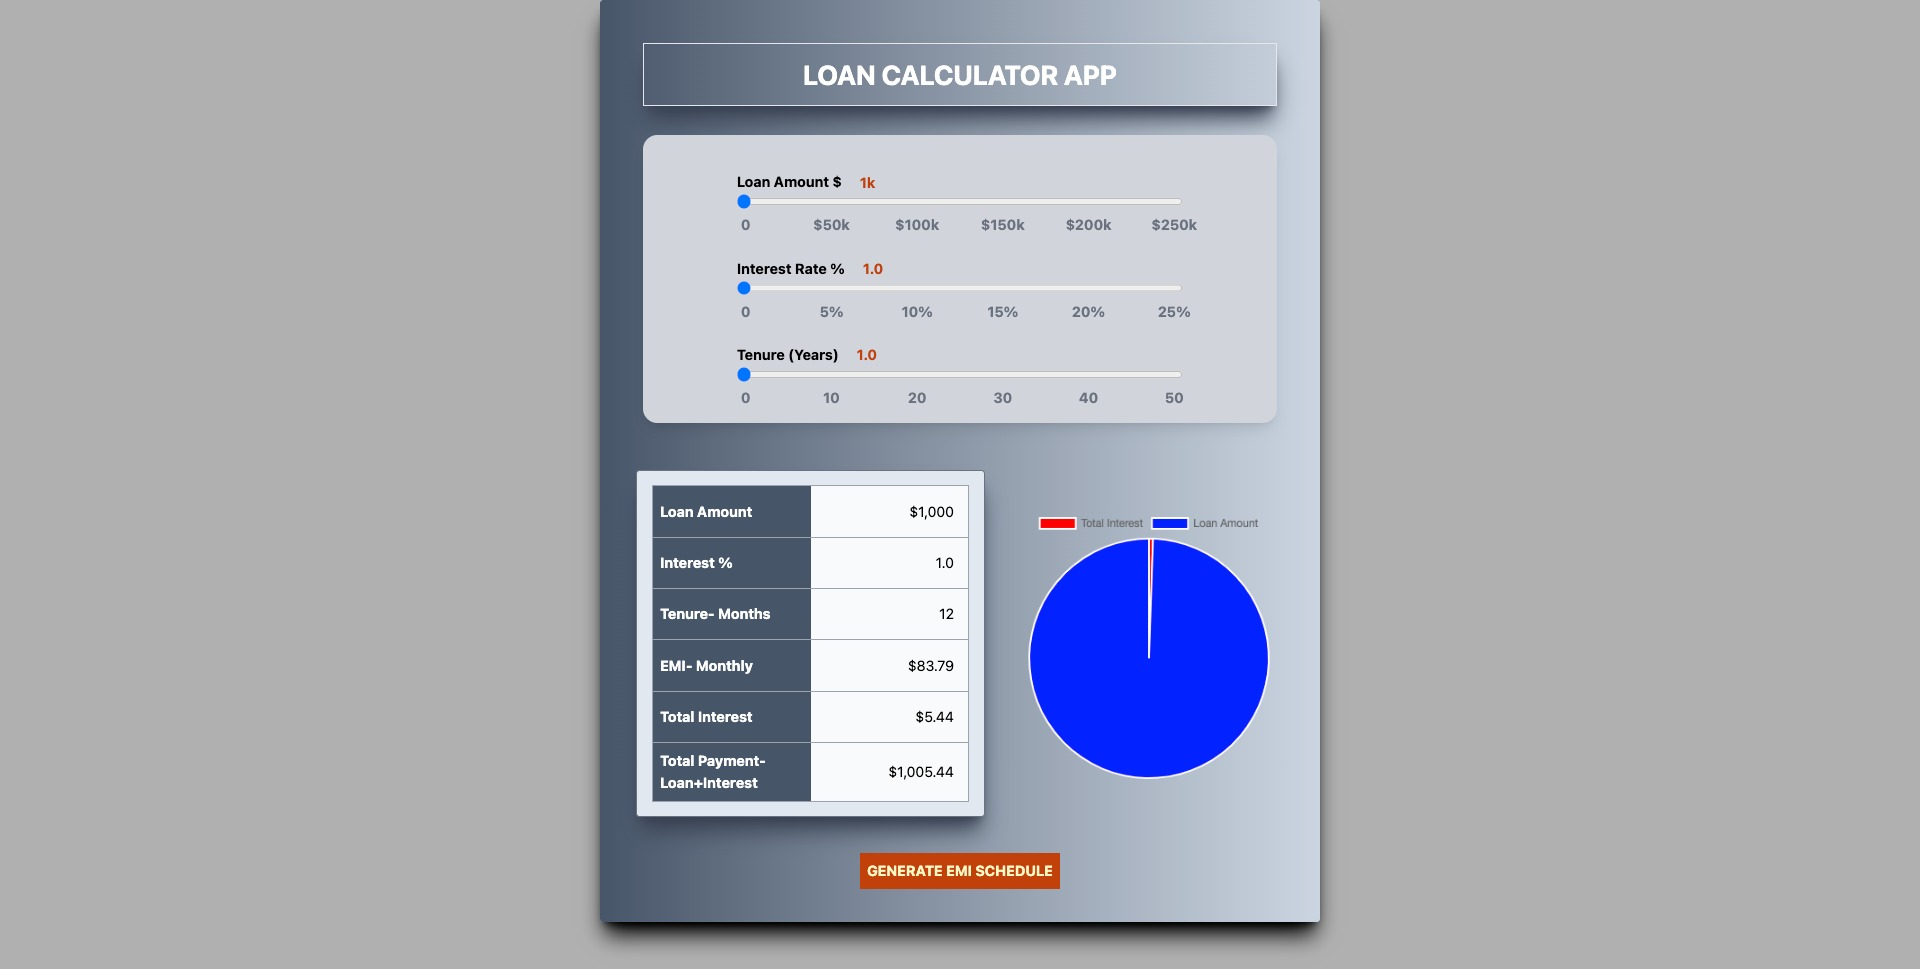 LOAN CALCULATOR APP
Loan Amount $ 1k
0 $50k $100k $150k $200k $250k
Interest Rate % 1.0
0 5% 10% 15% 20% 25%
Tenure (Years) 1.0
0 10 20 30 40 50
Loan Amount $1,000
Interest % 1.0
Tenure- Months 12
EMI- Monthly $83.79
Total Interest $5.44
Total Payment-
Loan+Interest $1,005.44
Total Interest Loan Amount
GENERATE EMI SCHEDULE